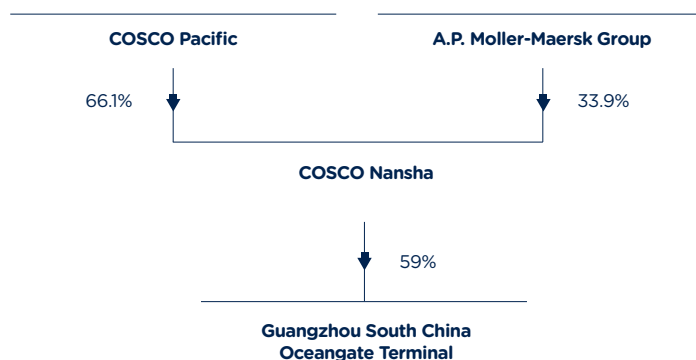 COSCO Pacific
A.P. Moller-Maersk Group
66.1%
33.9%
COSCO Nansha
59%
Guangzhou South China
Oceangate Terminal